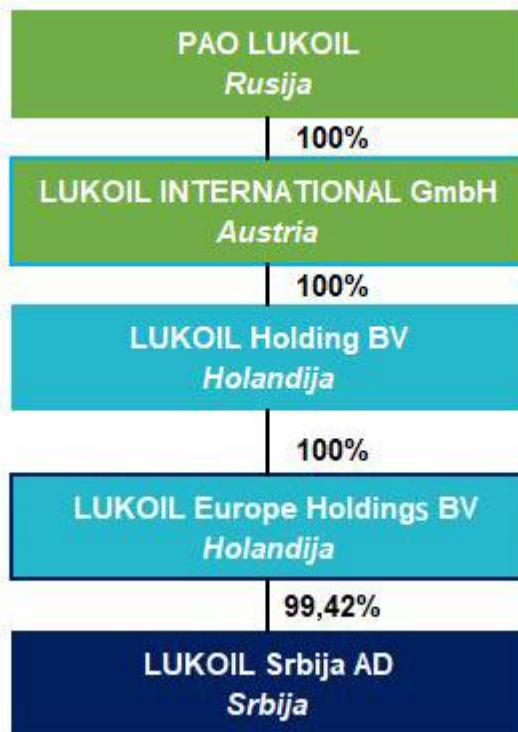 PAO LUKOIL
Rusija
100%
LUKOIL INTERNATIONAL GmbH
Austria
100%
LUKOIL Holding BV
Holandija
100%
LUKOIL Europe Holdings BV
Holandija
99,42%
LUKOIL Srbija AD
Srbija